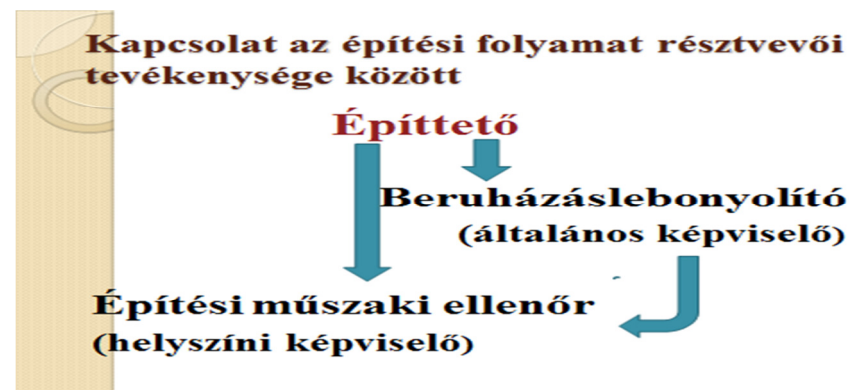 Kapcsolat az építési folyamat résztvevői
tevékenysége között
Építtető
Beruházáslebonyolító
(általános képviselő)
Építési műszaki ellenőr
(helyszíni képviselő)